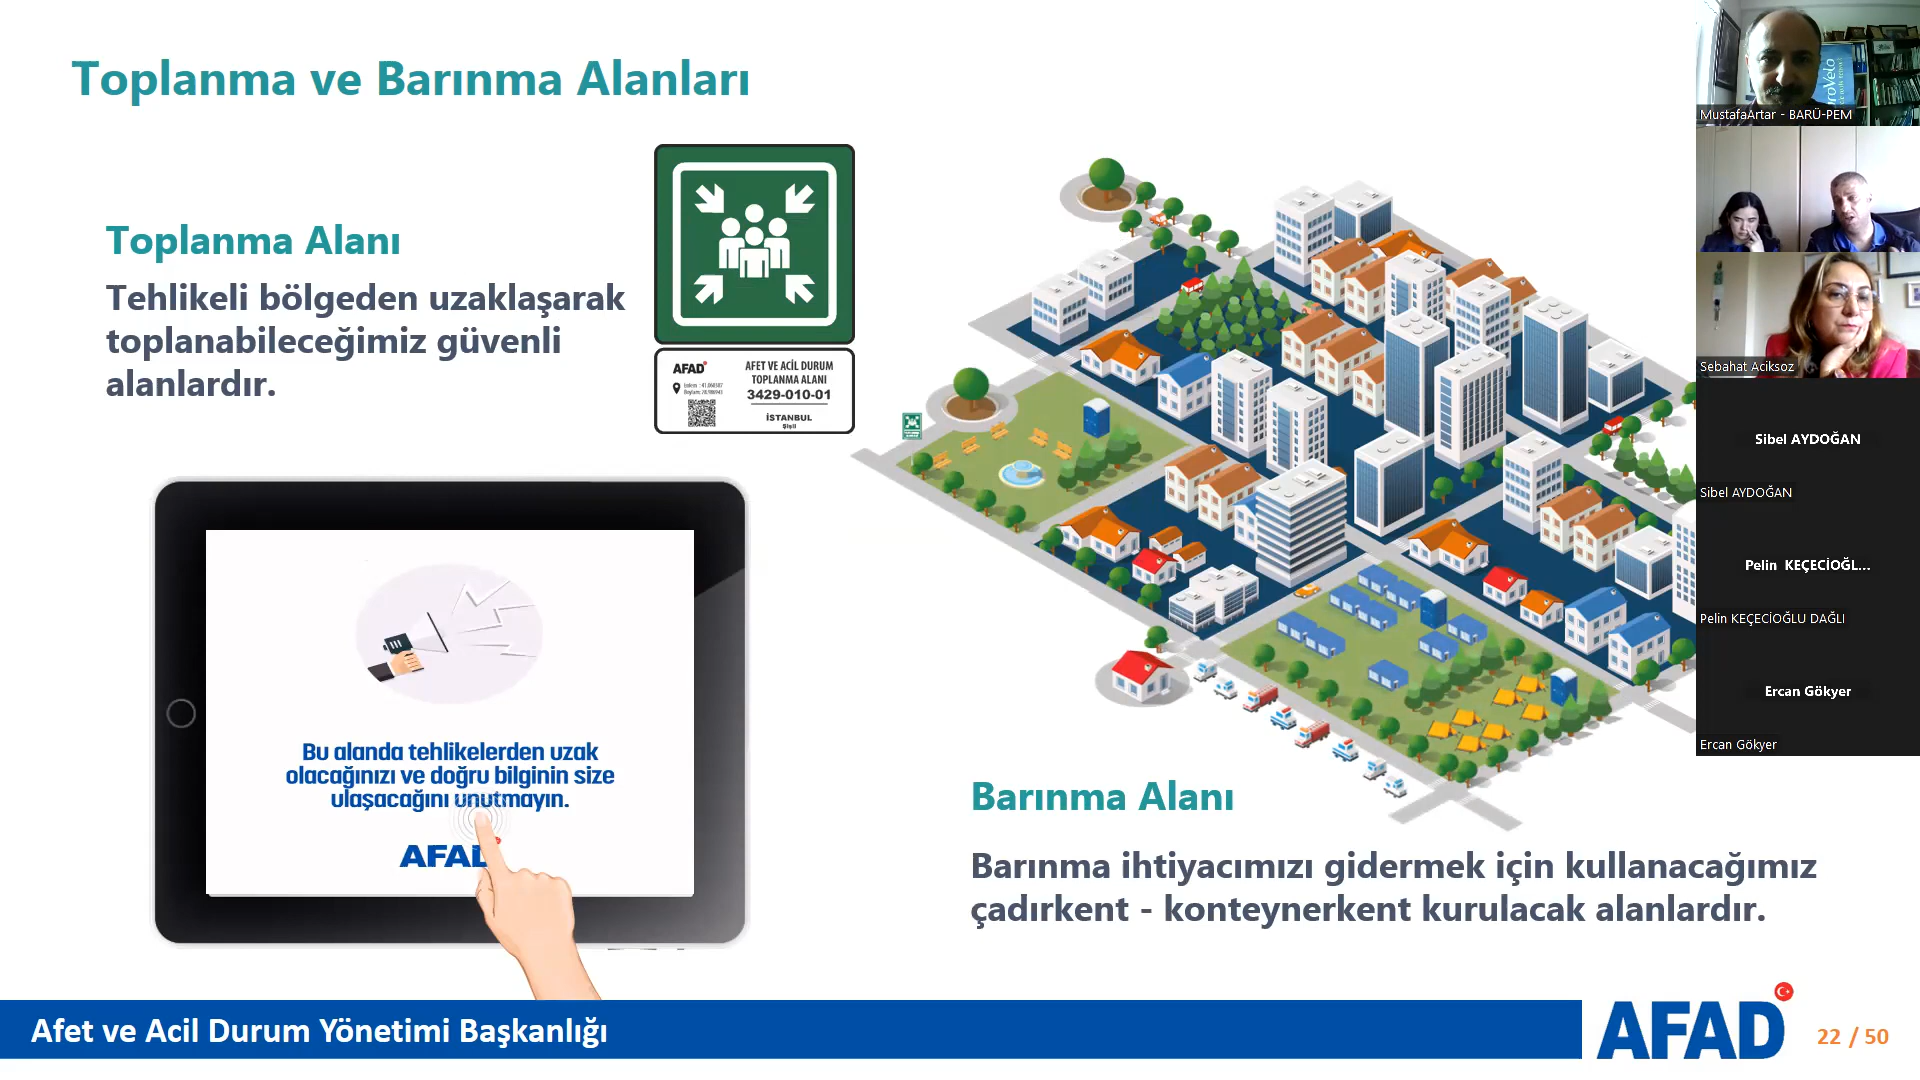 Toplanma ve Barınma Alanları
Toplanma Alanı
Tehlikeli bölgeden uzaklaşarak
toplanabileceğimiz güvenli
alanlardır.
AFAD
AFET VE ACİL DURUM
TOPLANMA ALANI
3429-010-01
İSTANBUL
Şişli
Bu alanda tehlikelerden uzak
olacağınızı ve doğru bilginin size
ulaşacağını
AFAD
Barınma Alanı
Barınma ihtiyacımızı gidermek için kullanacağımız
çadırkent - konteynerkent kurulacak alanlardır.
Afet ve Acil Durum Yönetimi Başkanlığı
AFAD
22 / 50
MustafaArtar - BARÜ-PEM
Sebahat Aciksoz
Sibel AYDOĞAN
Sibel AYDOĞAN
Pelin KEÇECİOĞL...
Pelin KEÇECİOĞLU DAĞLI
Ercan Gökyer
Ercan Gökyer